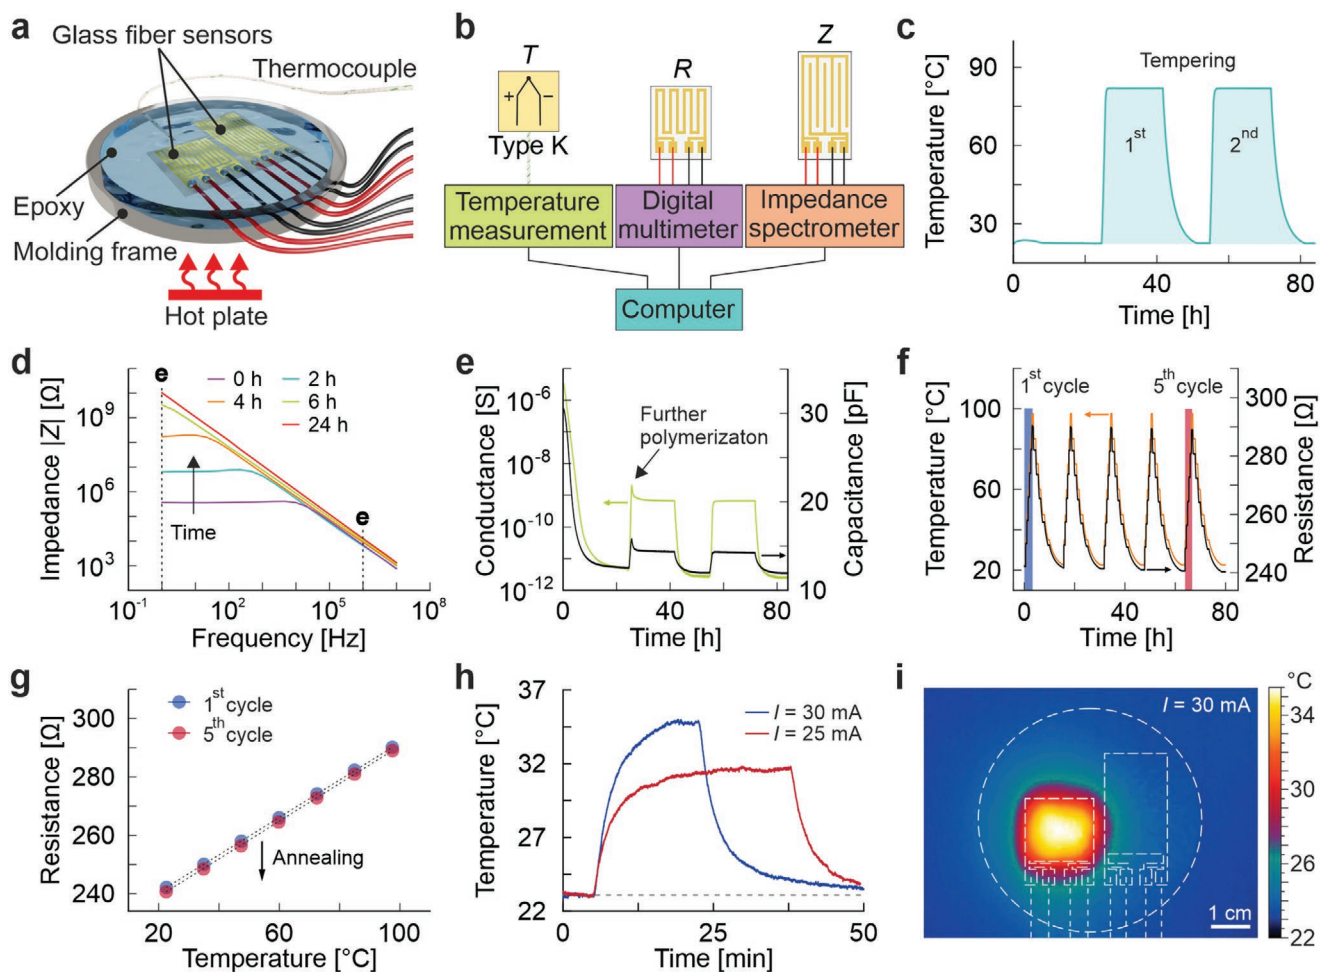 a
Glass fiber sensors
Thermocouple
Epoxy
Molding frame
Hot plate
b
T
R
Z
+
−
Type K
Temperature
measurement
Digital
multimeter
Impedance
spectrometer
Computer
c
Temperature [°C]
90
60
30
Tempering
1st
2nd
0
40
80
Time [h]
d
Impedance |Z| [Ω]
10^9
10^6
10^3
e
e
0 h
2 h
4 h
6 h
24 h
Time
10^-1
10^2
10^5
10^8
Frequency [Hz]
e
Conductance [S]
10^-6
10^-8
10^-10
10^-12
Further
polymerizaton
30
20
10
Capacitance [pF]
0
40
80
Time [h]
f
1st cycle
5th cycle
Temperature [°C]
100
60
20
300
280
260
240
Resistance [Ω]
0
40
80
Time [h]
g
Resistance [Ω]
300
280
260
240
1st cycle
5th cycle
Annealing
20
60
100
Temperature [°C]
h
Temperature [°C]
37
32
27
22
I = 30 mA
I = 25 mA
0
25
50
Time [min]
i
I = 30 mA
1 cm
°C
34
30
26
22